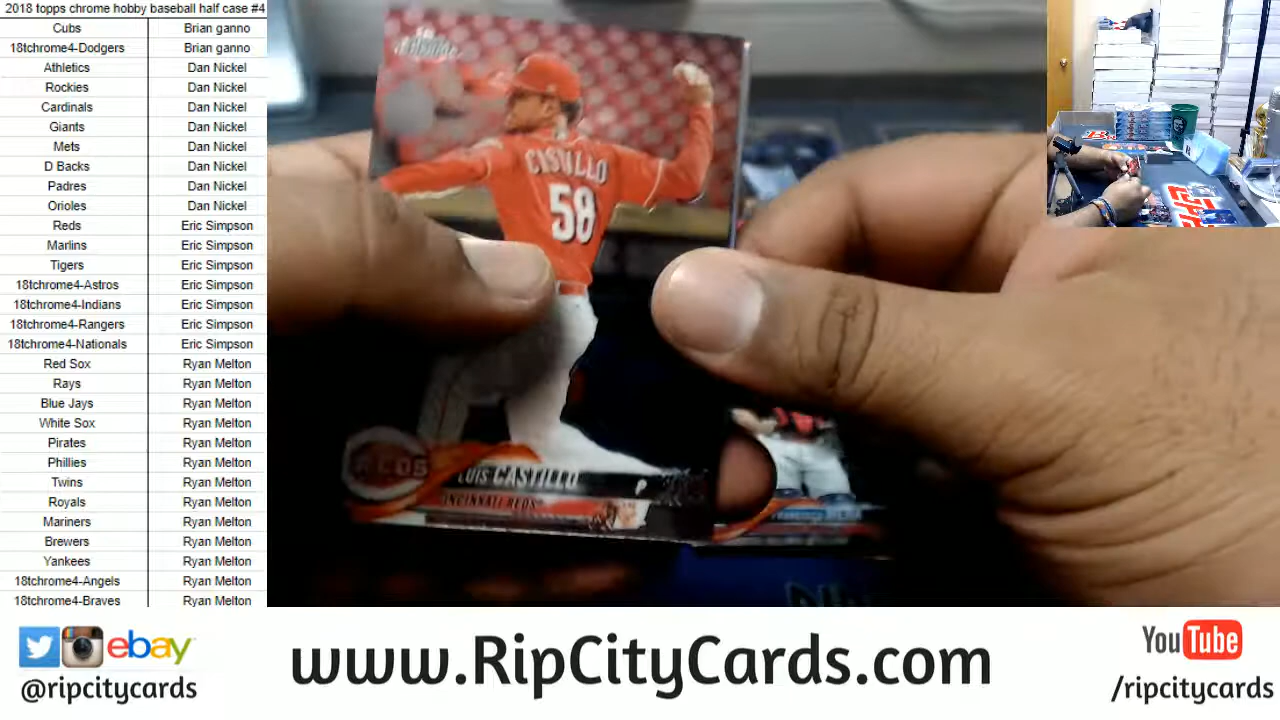 2018 topps chrome hobby baseball half case #4
Cubs Brian ganno
18tchrome4-Dodgers Brian ganno
Athletics Dan Nickel
Rockies Dan Nickel
Cardinals Dan Nickel
Giants Dan Nickel
Mets Dan Nickel
D Backs Dan Nickel
Padres Dan Nickel
Orioles Dan Nickel
Reds Eric Simpson
Marlins Eric Simpson
Tigers Eric Simpson
18tchrome4-Astros Eric Simpson
18tchrome4-Indians Eric Simpson
18tchrome4-Rangers Eric Simpson
18tchrome4-Nationals Eric Simpson
Red Sox Ryan Melton
Rays Ryan Melton
Blue Jays Ryan Melton
White Sox Ryan Melton
Pirates Ryan Melton
Phillies Ryan Melton
Twins Ryan Melton
Royals Ryan Melton
Mariners Ryan Melton
Brewers Ryan Melton
Yankees Ryan Melton
18tchrome4-Angels Ryan Melton
18tchrome4-Braves Ryan Melton
CASTILLO
58
REDS
LUIS CASTILLO P
CINCINNATI REDS
ebay
@ripcitycards
www.RipCityCards.com
YouTube
/ripcitycards